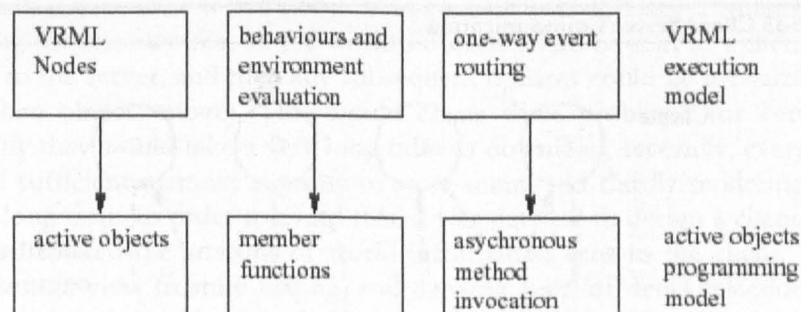 VRML
Nodes
behaviours and
environment
evaluation
one-way event
routing
VRML
execution
model
active objects
member
functions
asychronous
method
invocation
active objects
programming
model